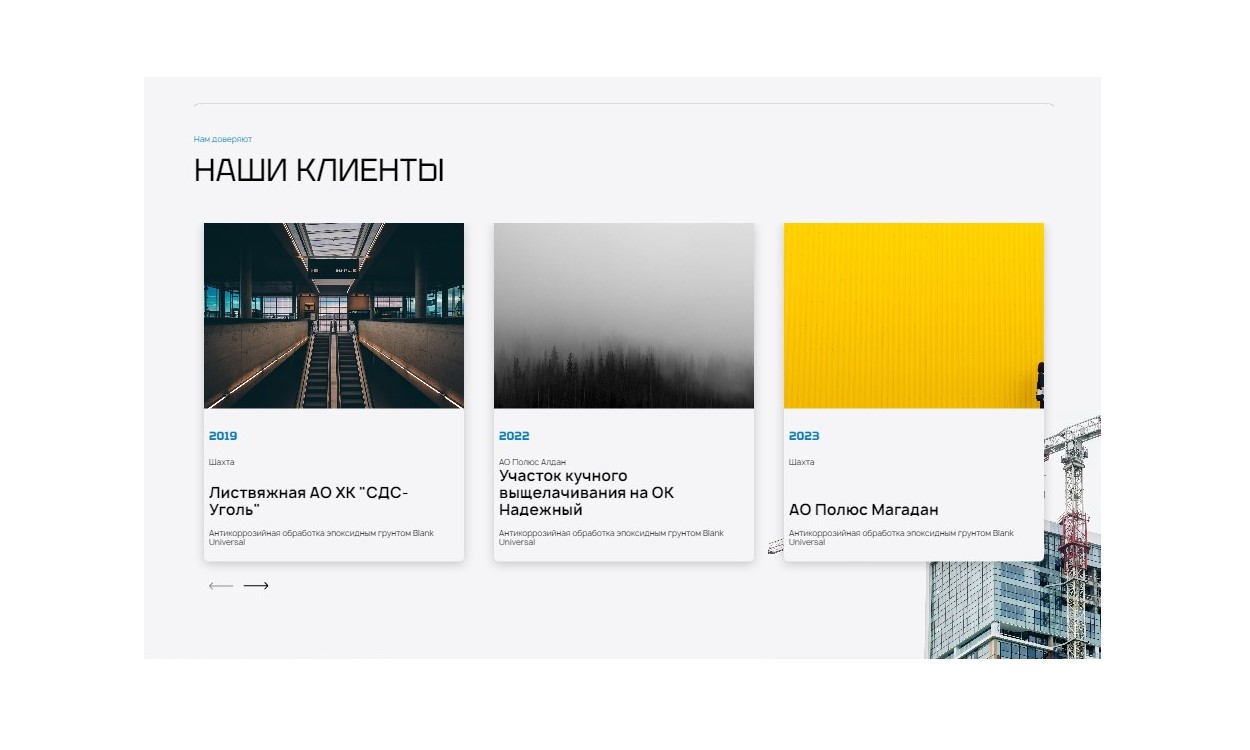 Нам доверяют
НАШИ КЛИЕНТЫ
2019
Шахта
Листвяжная АО ХК "СДС-
Уголь"
Антикоррозийная обработка эпоксидным грунтом Blank
Universal
2022
АО Полюс Алдан
Участок кучного
выщелачивания на ОК
Надежный
Антикоррозийная обработка эпоксидным грунтом Blank
Universal
2023
Шахта
АО Полюс Магадан
Антикоррозийная обработка эпоксидным грунтом Blank
Universal